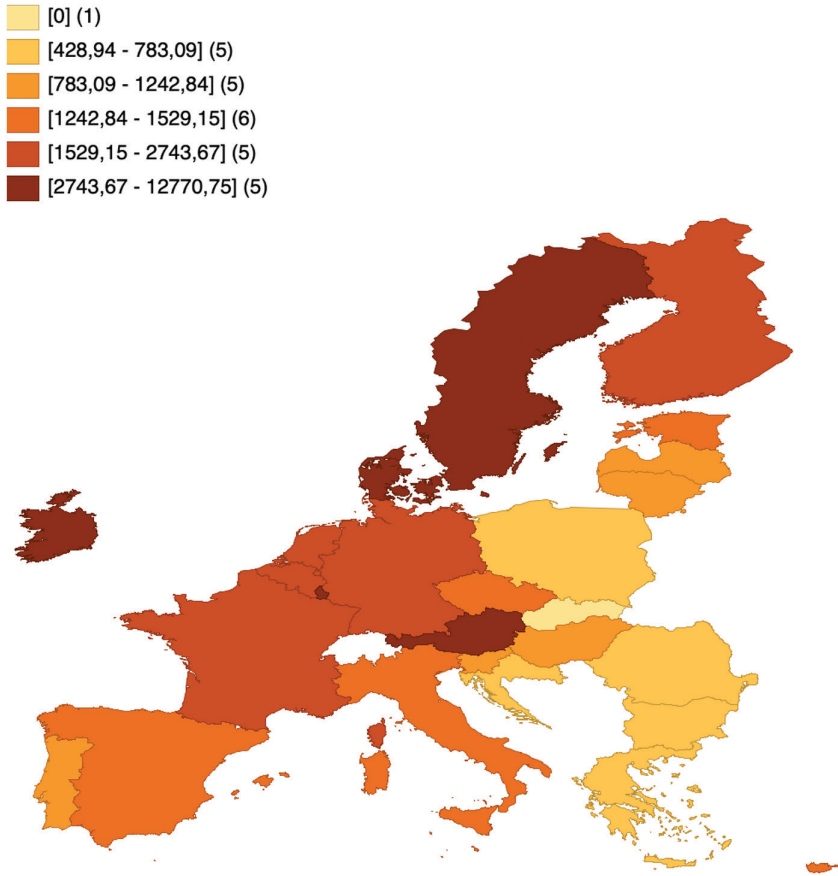 [0] (1)
[428,94 - 783,09] (5)
[783,09 - 1242,84] (5)
[1242,84 - 1529,15] (6)
[1529,15 - 2743,67] (5)
[2743,67 - 12770,75] (5)